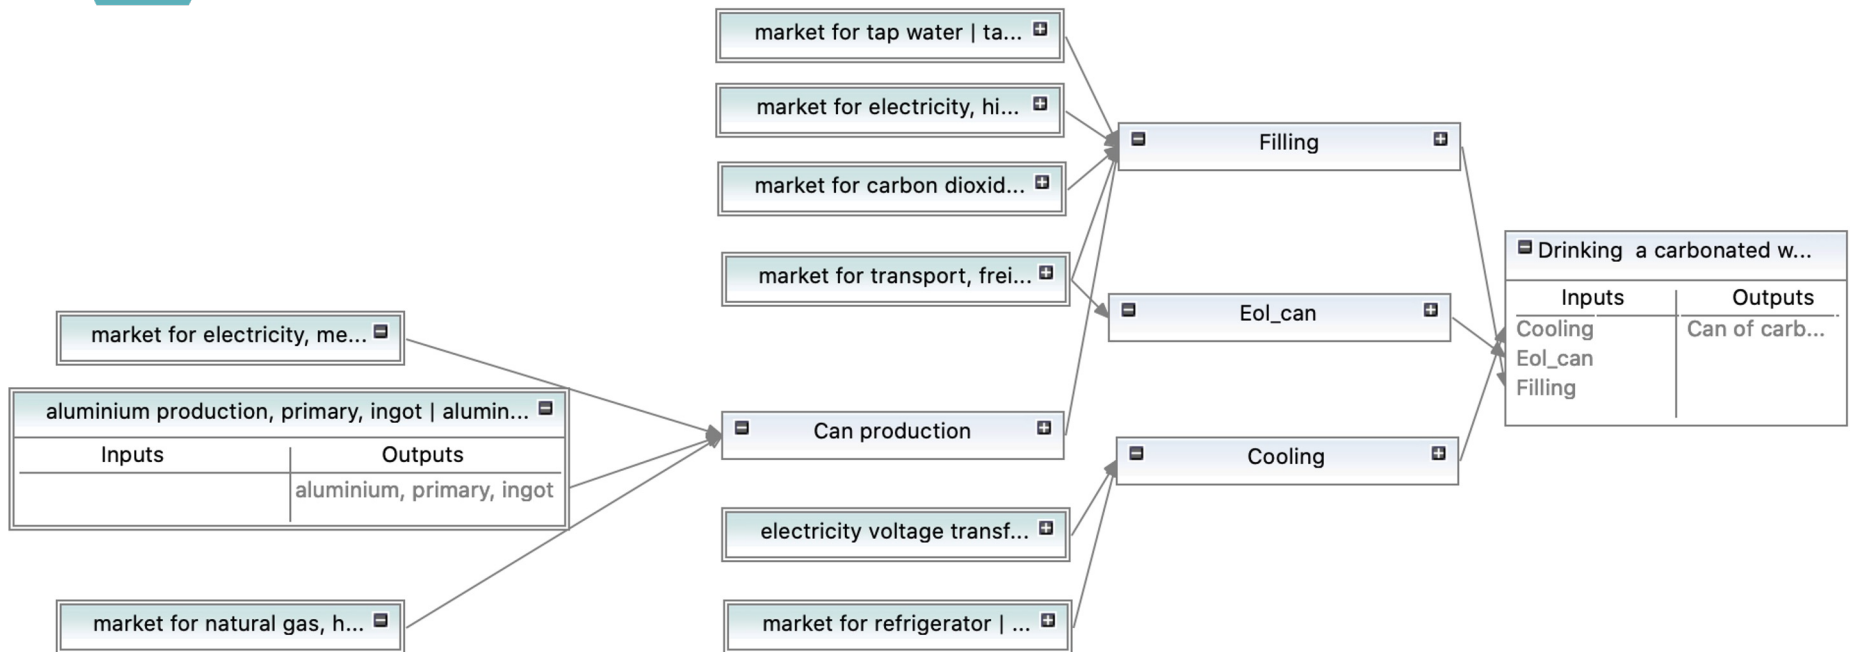 market for tap water | ta...
market for electricity, hi...
Filling
market for carbon dioxid...
Drinking  a carbonated w...
market for transport, frei...
Inputs
Outputs
Eol_can
Cooling
Can of carb...
market for electricity, me...
Eol_can
Filling
aluminium production, primary, ingot | alumin...
Can production
Inputs
Outputs
Cooling
aluminium, primary, ingot
electricity voltage transf...
market for natural gas, h...
market for refrigerator | ...